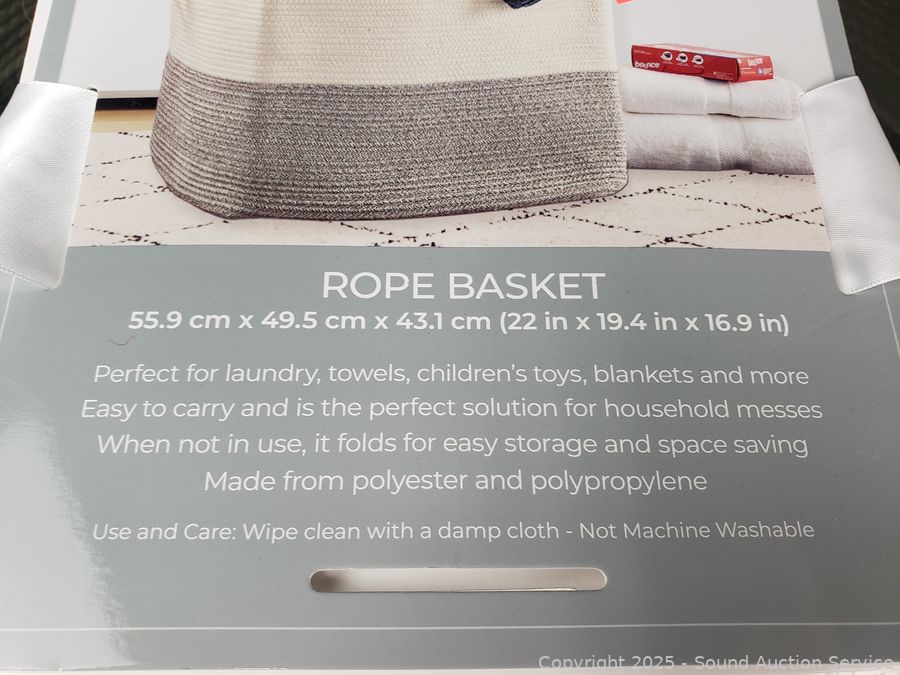 bounce
bounce
ROPE BASKET
55.9 cm x 49.5 cm x 43.1 cm (22 in x 19.4 in x 16.9 in)
Perfect for laundry, towels, children's toys, blankets and more
Easy to carry and is the perfect solution for household messes
When not in use, it folds for easy storage and space saving
Made from polyester and polypropylene
Use and Care: Wipe clean with a damp cloth - Not Machine Washable
Copyright 2025 - Sound Auction Service